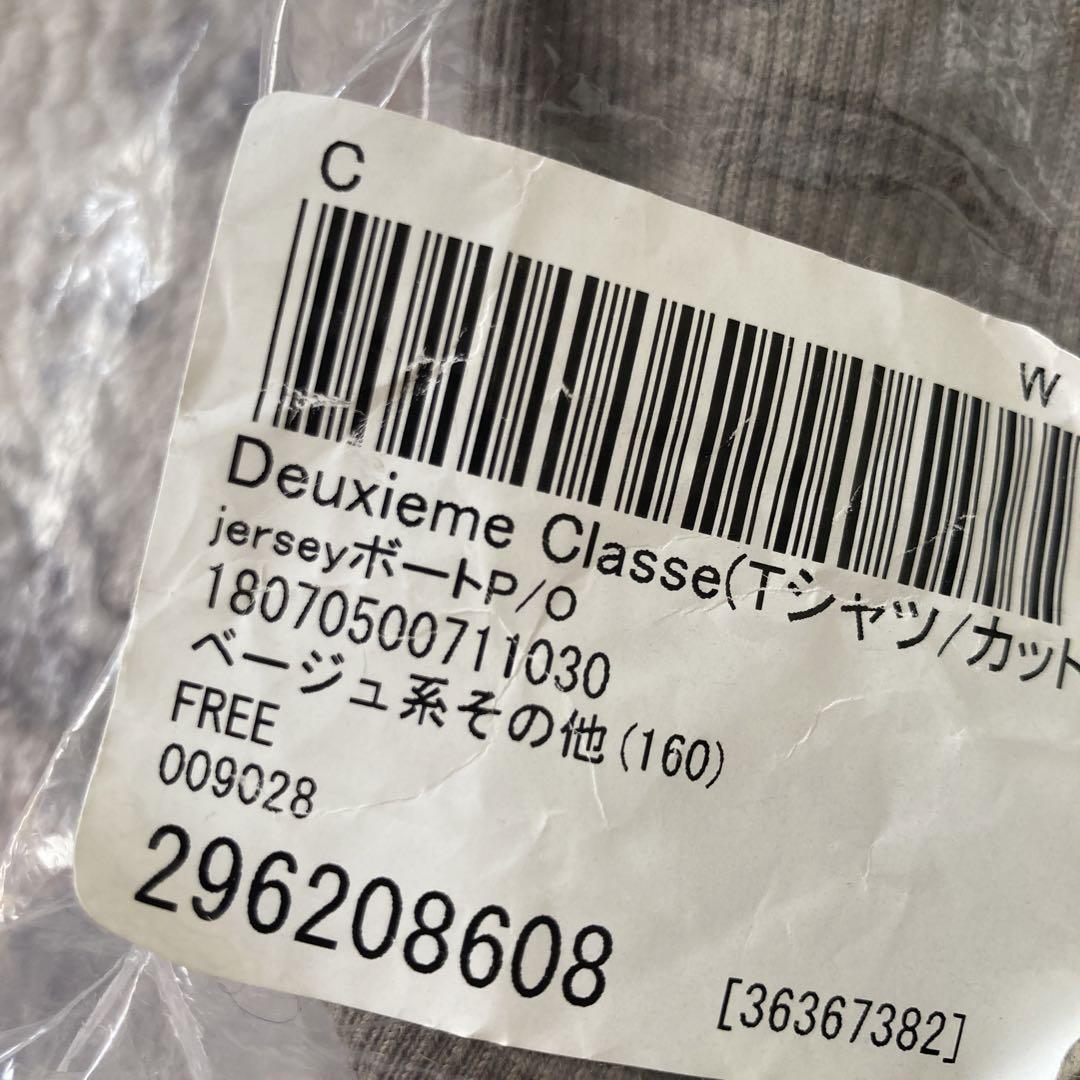 C
W
Deuxieme Classe(Tシャツ/カット
jerseyボートP/O
18070500711030
ベージュ系その他(160)
FREE
009028
296208608
[36367382]